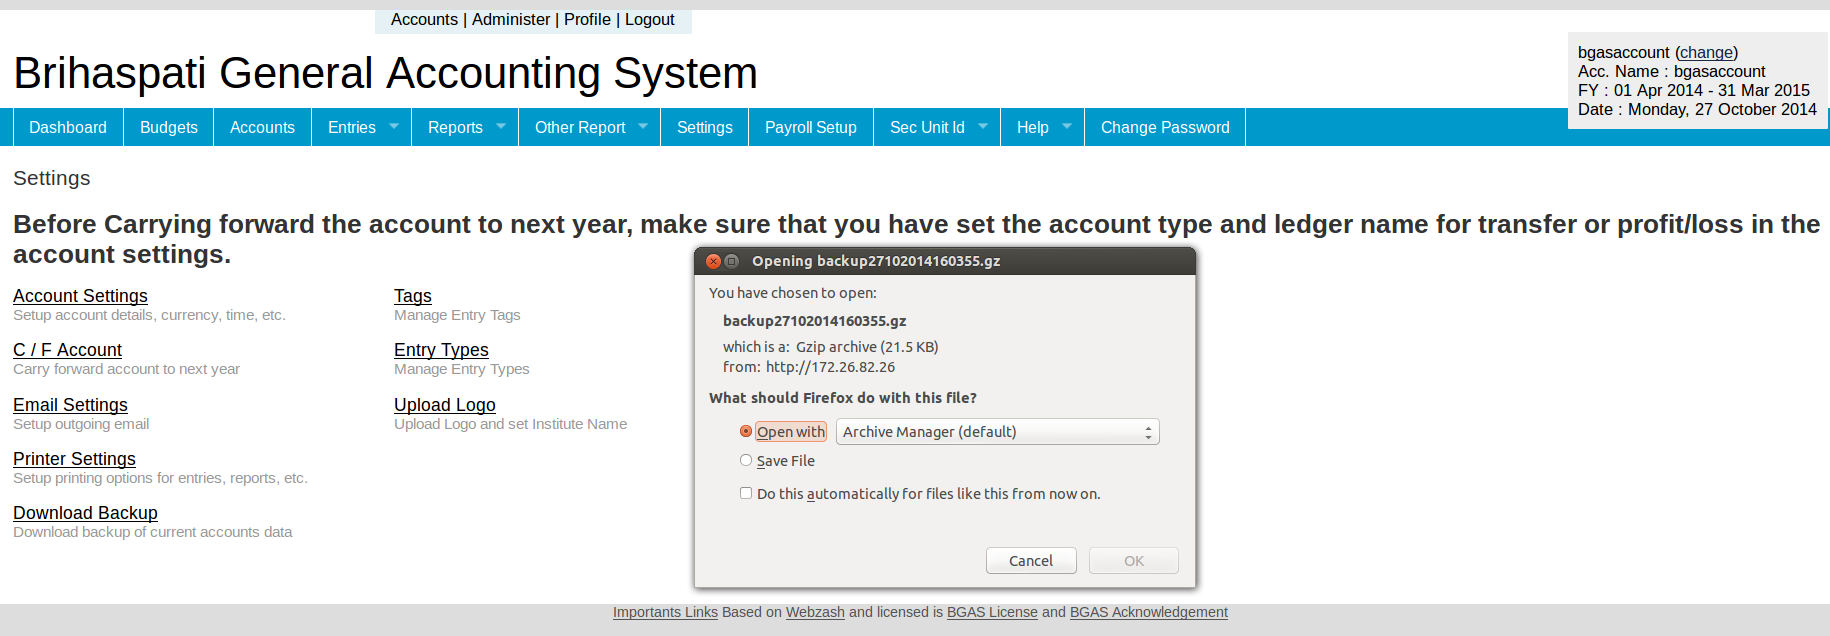 Accounts | Administer | Profile | Logout
Brihaspati General Accounting System
bgasaccount (change)
Acc. Name : bgasaccount
FY : 01 Apr 2014 - 31 Mar 2015
Date : Monday, 27 October 2014
Dashboard Budgets Accounts Entries Reports Other Report Settings Payroll Setup Sec Unit Id Help Change Password
Settings
Before Carrying forward the account to next year, make sure that you have set the account type and ledger name for transfer or profit/loss in the
account settings.
Account Settings
Setup account details, currency, time, etc.
C / F Account
Carry forward account to next year
Email Settings
Setup outgoing email
Printer Settings
Setup printing options for entries, reports, etc.
Download Backup
Download backup of current accounts data
Tags
Manage Entry Tags
Entry Types
Manage Entry Types
Upload Logo
Upload Logo and set Institute Name
Opening backup27102014160355.gz
You have chosen to open:
backup27102014160355.gz
which is a: Gzip archive (21.5 KB)
from: http://172.26.82.26
What should Firefox do with this file?
Open with Archive Manager (default)
Save File
Do this automatically for files like this from now on.
Cancel OK
Importants Links Based on Webzash and licensed is BGAS License and BGAS Acknowledgement